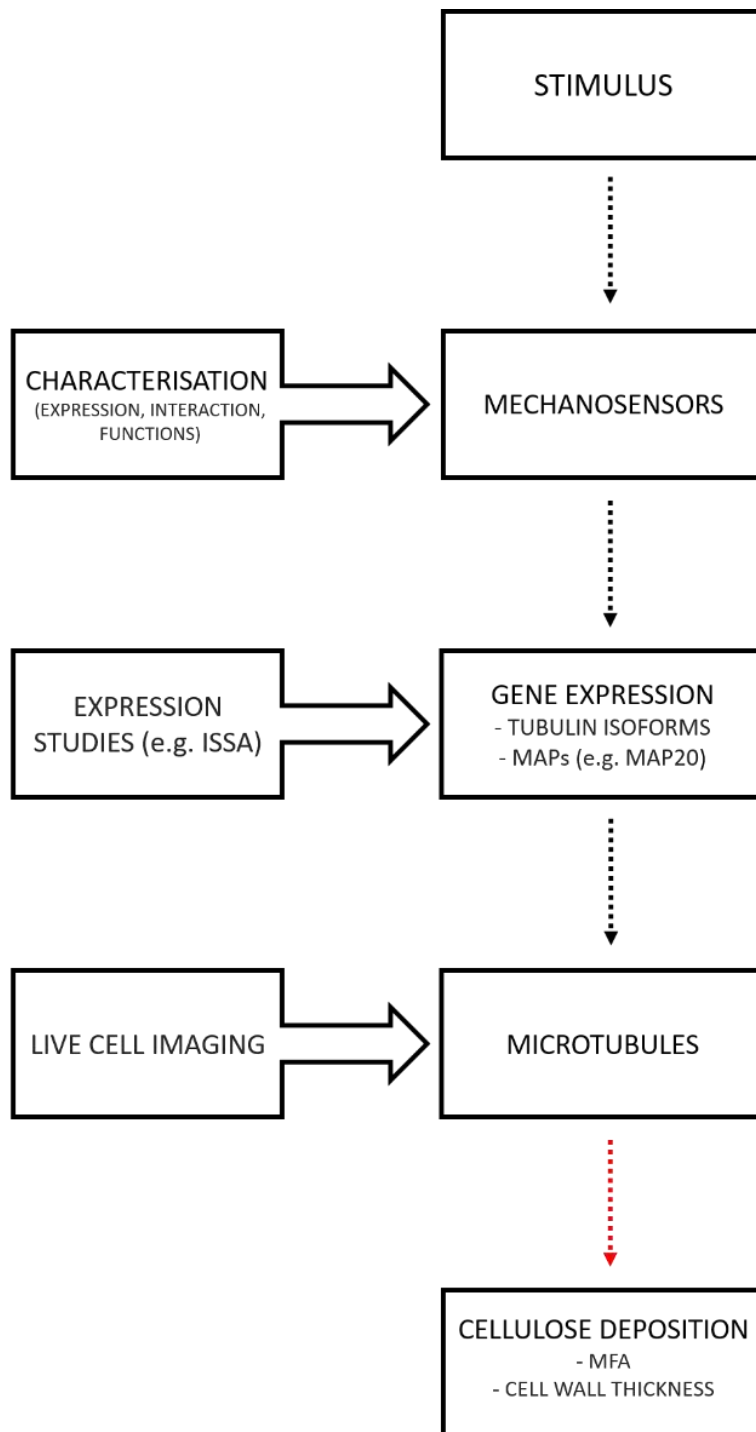 STIMULUS
CHARACTERISATION
(EXPRESSION, INTERACTION,
FUNCTIONS)
MECHANOSENSORS
EXPRESSION
STUDIES (e.g. ISSA)
GENE EXPRESSION
- TUBULIN ISOFORMS
- MAPs (e.g. MAP20)
LIVE CELL IMAGING
MICROTUBULES
CELLULOSE DEPOSITION
- MFA
- CELL WALL THICKNESS